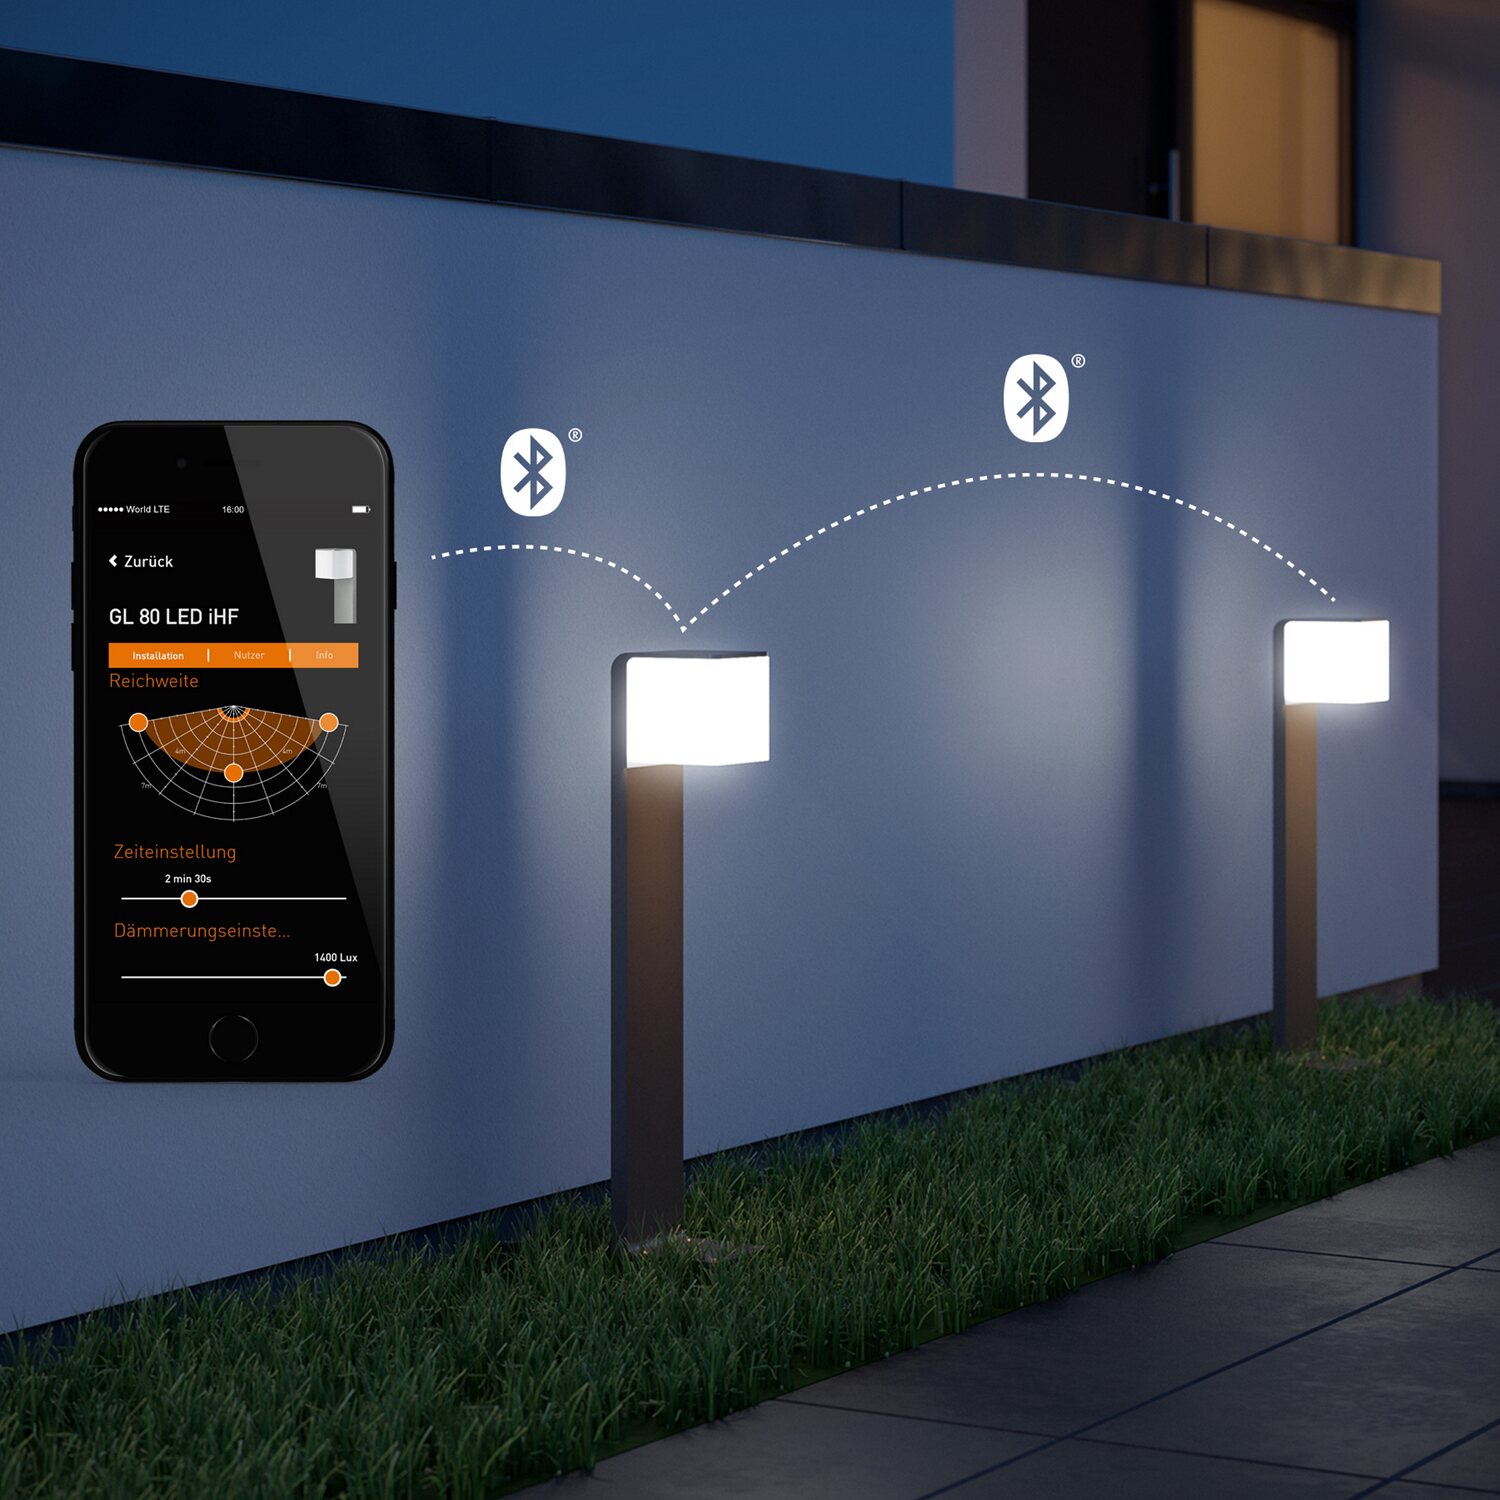 World LTE 16:00
Zurück
GL 80 LED iHF
Installation | Nutzer | Info
Reichweite
4m 4m
7m 7m
Zeiteinstellung
2 min 30s
Dämmerungseinste...
1400 Lux
®
®